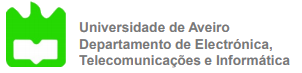 Universidade de Aveiro
Departamento de Electrónica,
Telecomunicações e Informática